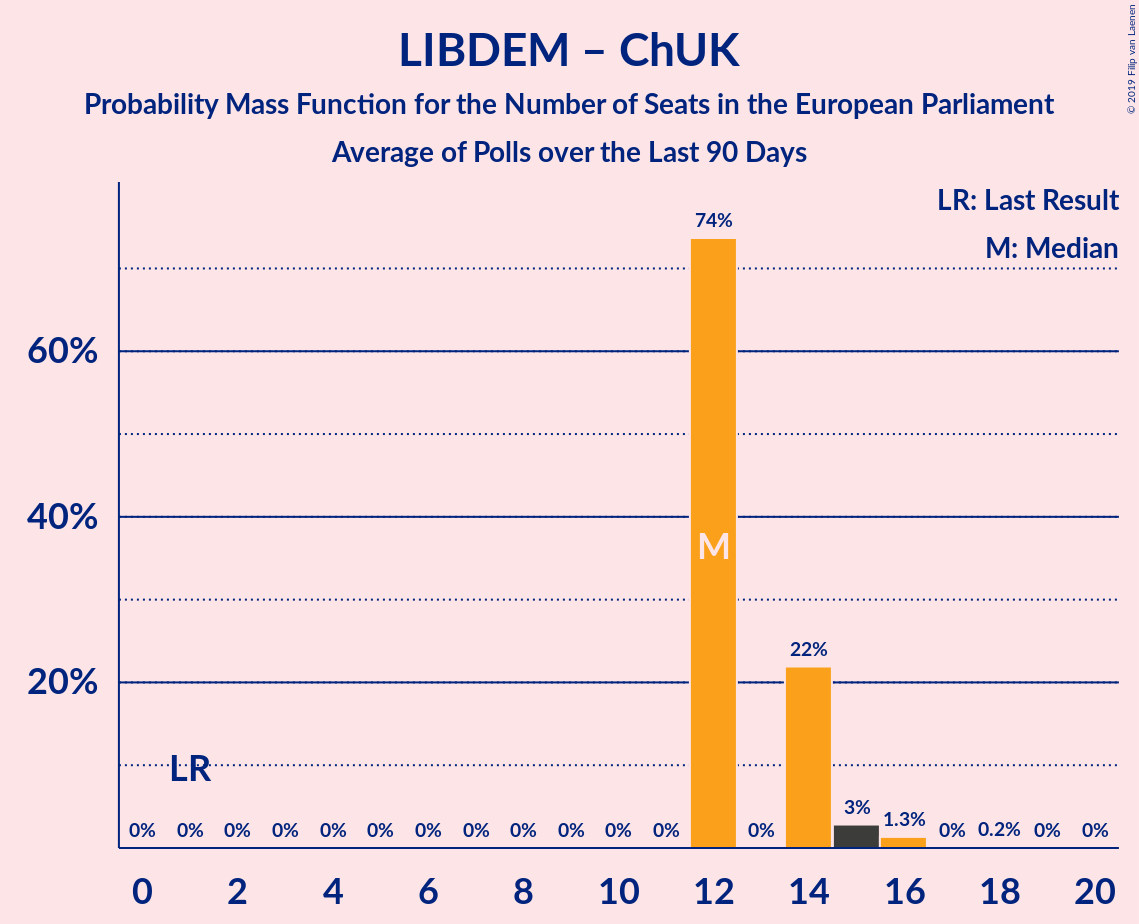 LIBDEM – ChUK
Probability Mass Function for the Number of Seats in the European Parliament
Average of Polls over the Last 90 Days
© 2019 Filip van Laenen
LR: Last Result
M: Median
74%
60%
40%
M
22%
20%
LR
3%
1.3%
0% 0% 0% 0% 0% 0% 0% 0% 0% 0% 0% 0% 0% 0% 0.2% 0% 0%
0 2 4 6 8 10 12 14 16 18 20